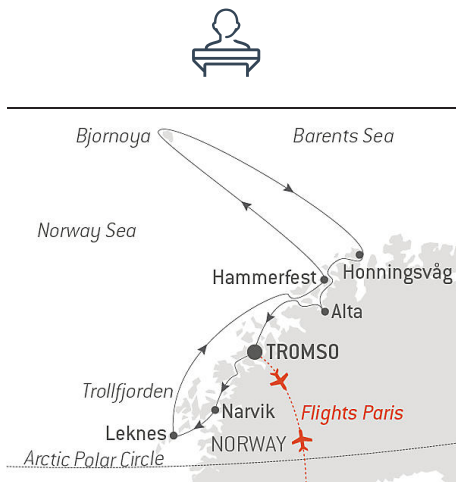 Bjornoya
Barents Sea
Norway Sea
Hammerfest
Honningsvåg
Alta
TROMSO
Trollfjorden
Narvik
Flights Paris
Leknes
NORWAY
Arctic Polar Circle